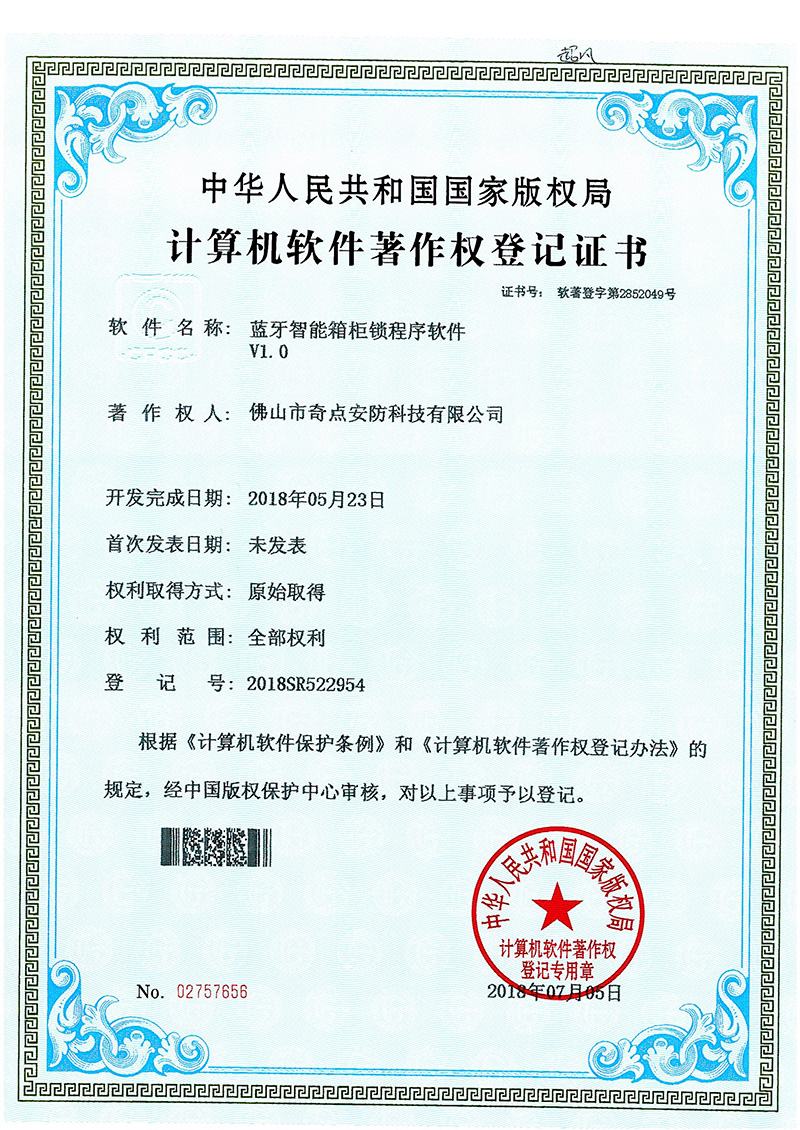 超凡
中华人民共和国国家版权局
计算机软件著作权登记证书
证书号： 软著登字第2852049号
软件名称： 蓝牙智能箱柜锁程序软件
V1.0
著作权人： 佛山市奇点安防科技有限公司
开发完成日期： 2018年05月23日
首次发表日期： 未发表
权利取得方式： 原始取得
权利范围： 全部权利
登记号： 2018SR522954
根据《计算机软件保护条例》和《计算机软件著作权登记办法》的
规定，经中国版权保护中心审核，对以上事项予以登记。
中华人民共和国国家版权局
计算机软件著作权
登记专用章
No. 02757656
2018年07月05日